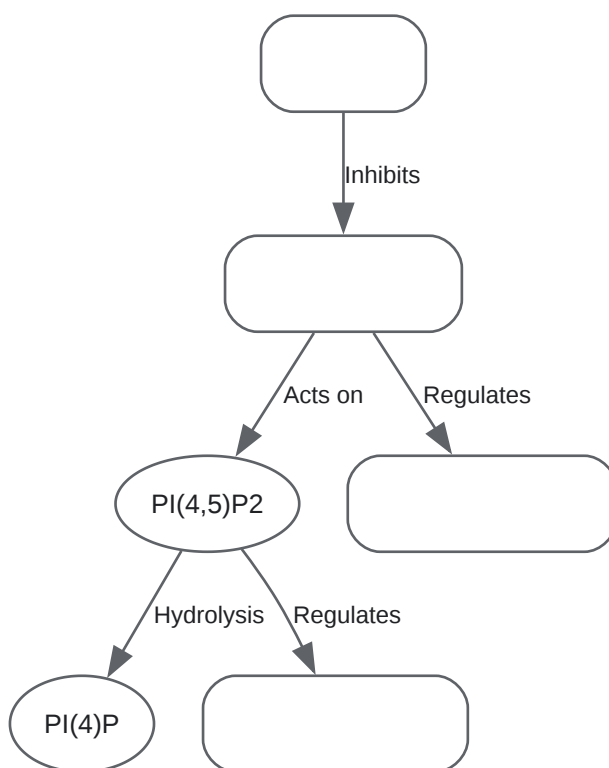 Inhibits
Acts on
Regulates
PI(4,5)P2
Hydrolysis
Regulates
PI(4)P